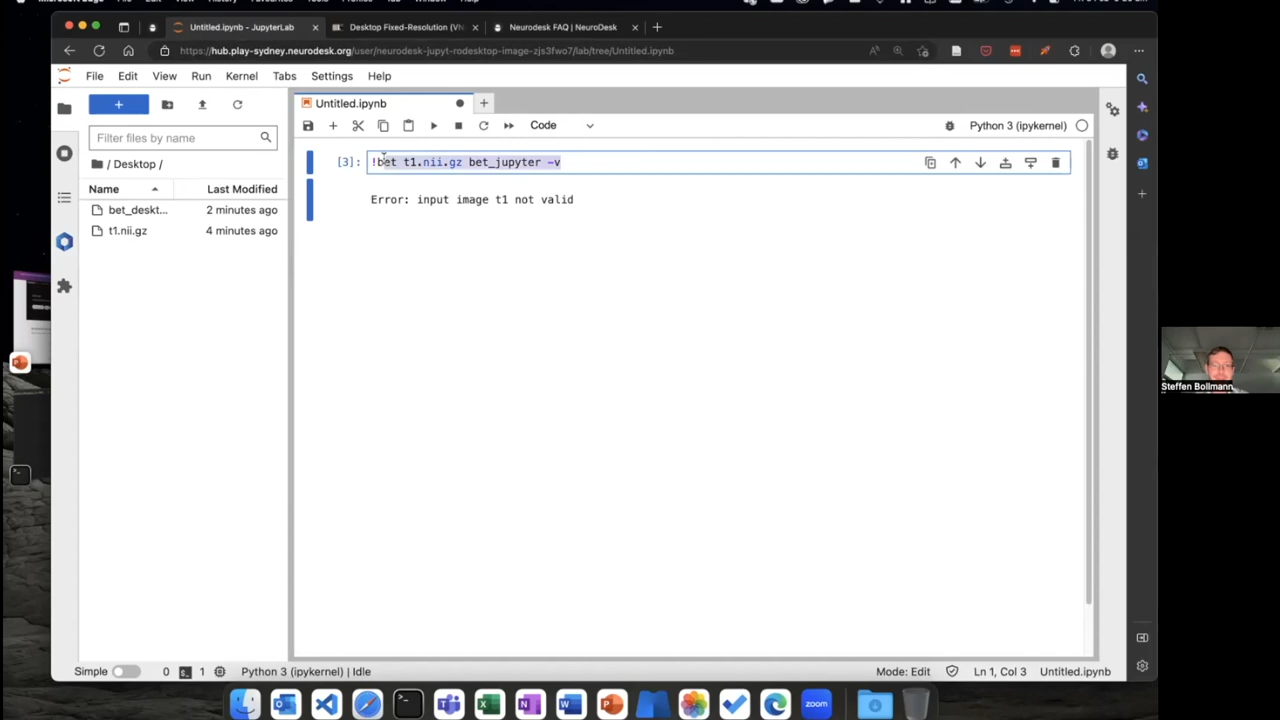 Untitled.ipynb - JupyterLab
Desktop Fixed-Resolution (VN
Neurodesk FAQ | NeuroDesk
https://hub.play-sydney.neurodesk.org/user/neurodesk-jupyt-rodesktop-image-zjs3fwo7/lab/tree/Untitled.ipynb
File Edit View Run Kernel Tabs Settings Help
Untitled.ipynb
Code
Python 3 (ipykernel)
Filter files by name
/ Desktop /
Name Last Modified
bet_deskt... 2 minutes ago
t1.nii.gz 4 minutes ago
[3]: !bet t1.nii.gz bet_jupyter -v
Error: input image t1 not valid
Steffen Bollmann
Simple 0 1 Python 3 (ipykernel) | Idle
Mode: Edit Ln 1, Col 3 Untitled.ipynb
zoom